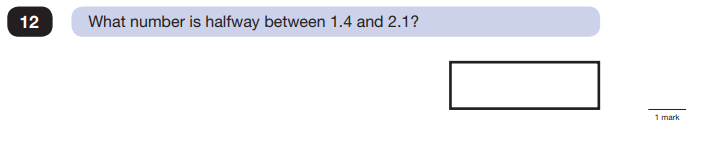 12 What number is halfway between 1.4 and 2.1?
1 mark